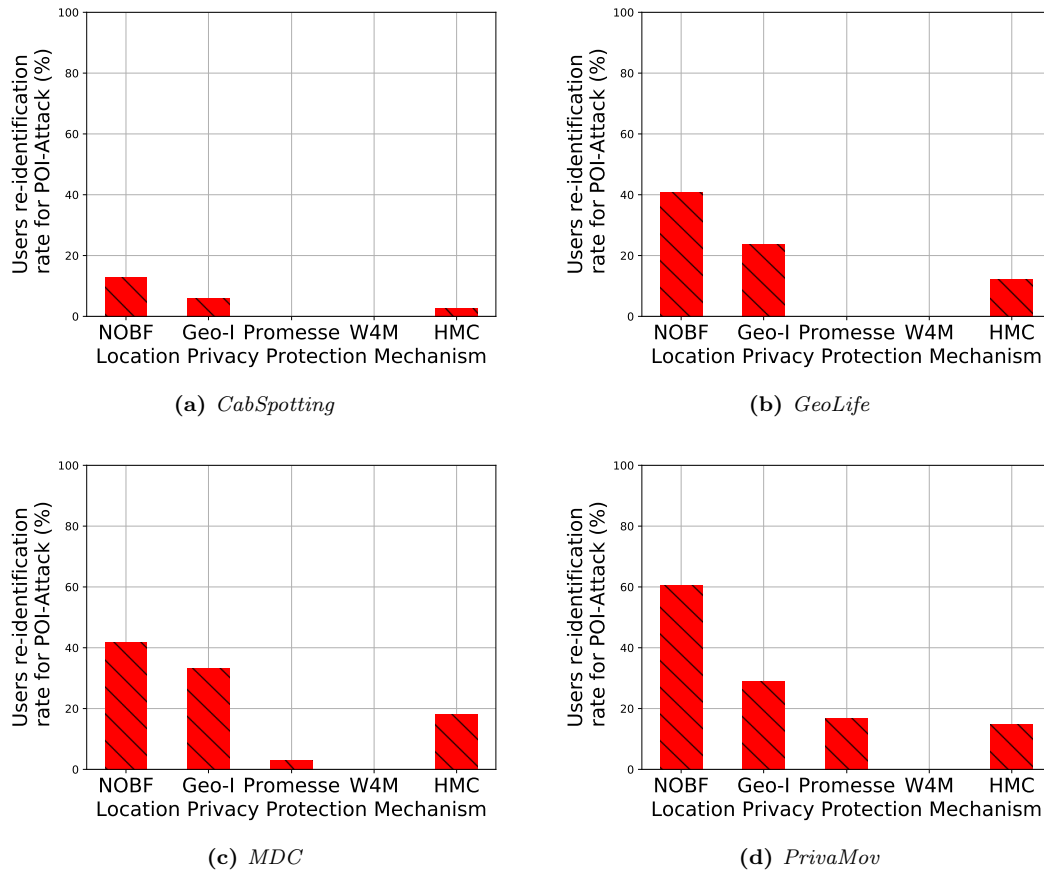 Users re-identification
rate for POI-Attack (%)
100
80
60
40
20
0
NOBF Geo-I Promesse W4M HMC
Location Privacy Protection Mechanism
(a) CabSpotting
Users re-identification
rate for POI-Attack (%)
100
80
60
40
20
0
NOBF Geo-I Promesse W4M HMC
Location Privacy Protection Mechanism
(b) GeoLife
Users re-identification
rate for POI-Attack (%)
100
80
60
40
20
0
NOBF Geo-I Promesse W4M HMC
Location Privacy Protection Mechanism
(c) MDC
Users re-identification
rate for POI-Attack (%)
100
80
60
40
20
0
NOBF Geo-I Promesse W4M HMC
Location Privacy Protection Mechanism
(d) PrivaMov